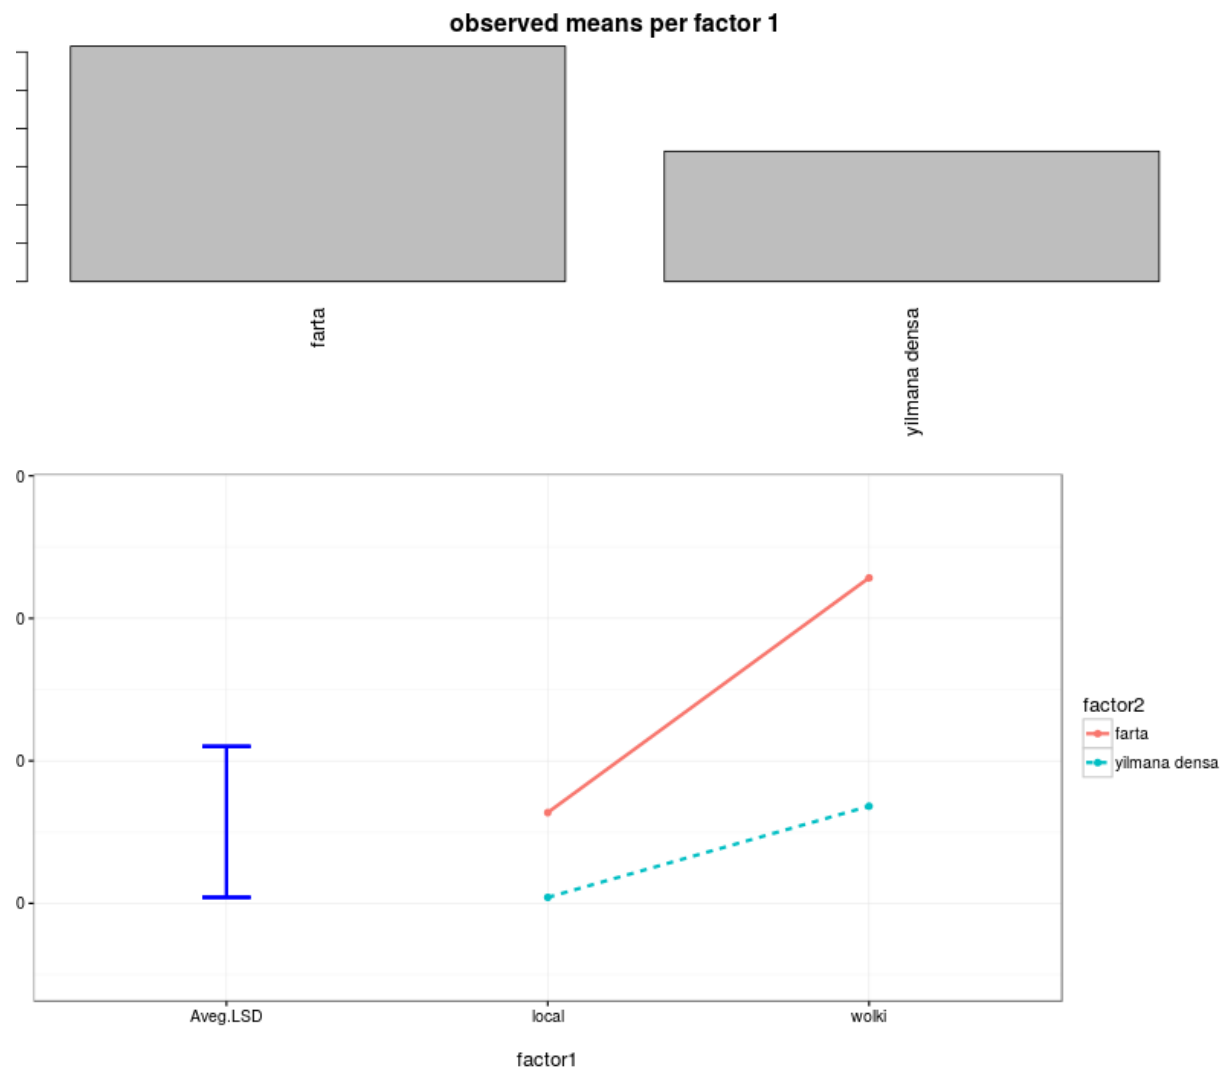 observed means per factor 1
farta
yilmana densa
0
0
0
0
Aveg.LSD
local
wolki
factor1
factor2
farta
yilmana densa